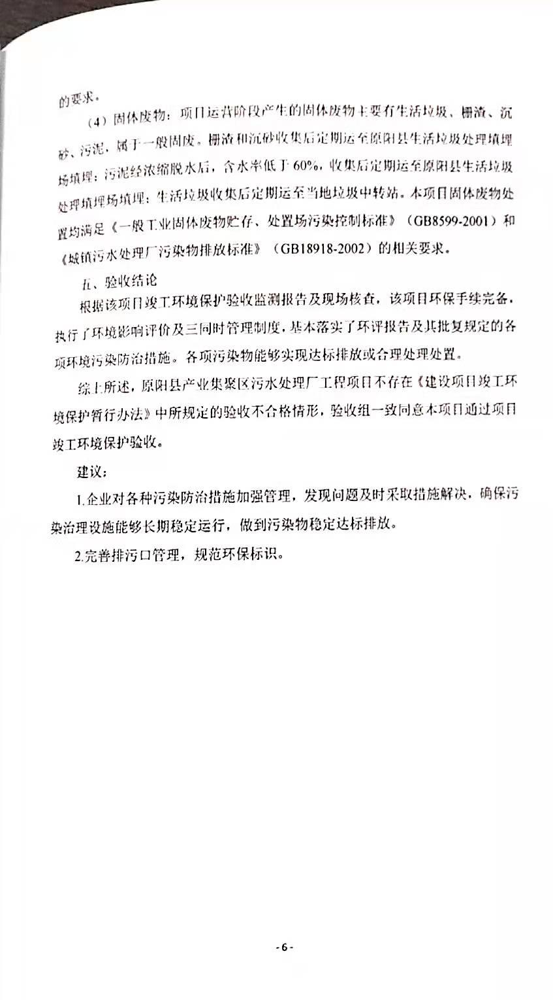 的要求。
（4）固体废物：项目运营阶段产生的固体废物主要有生活垃圾、栅渣、沉
砂、污泥，属于一般固废。栅渣和沉砂收集后定期运至原阳县生活垃圾处理填埋
场填埋；污泥经浓缩脱水后，含水率低于60%，收集后定期运至原阳县生活垃圾
处理填埋场填埋；生活垃圾收集后定期运至当地垃圾中转站。本项目固体废物处
置均满足《一般工业固体废物贮存、处置场污染控制标准》（GB8599-2001）和
《城镇污水处理厂污染物排放标准》（GB18918-2002）的相关要求。
五、验收结论
根据该项目竣工环境保护验收监测报告及现场核查，该项目环保手续完备，
执行了环境影响评价及三同时管理制度，基本落实了环评报告及其批复规定的各
项环境污染防治措施。各项污染物能够实现达标排放或合理处理处置。
综上所述，原阳县产业集聚区污水处理厂工程项目不存在《建设项目竣工环
境保护暂行办法》中所规定的验收不合格情形，验收组一致同意本项目通过项目
竣工环境保护验收。
建议：
1.企业对各种污染防治措施加强管理，发现问题及时采取措施解决，确保污
染治理设施能够长期稳定运行，做到污染物稳定达标排放。
2.完善排污口管理，规范环保标识。
- 6 -